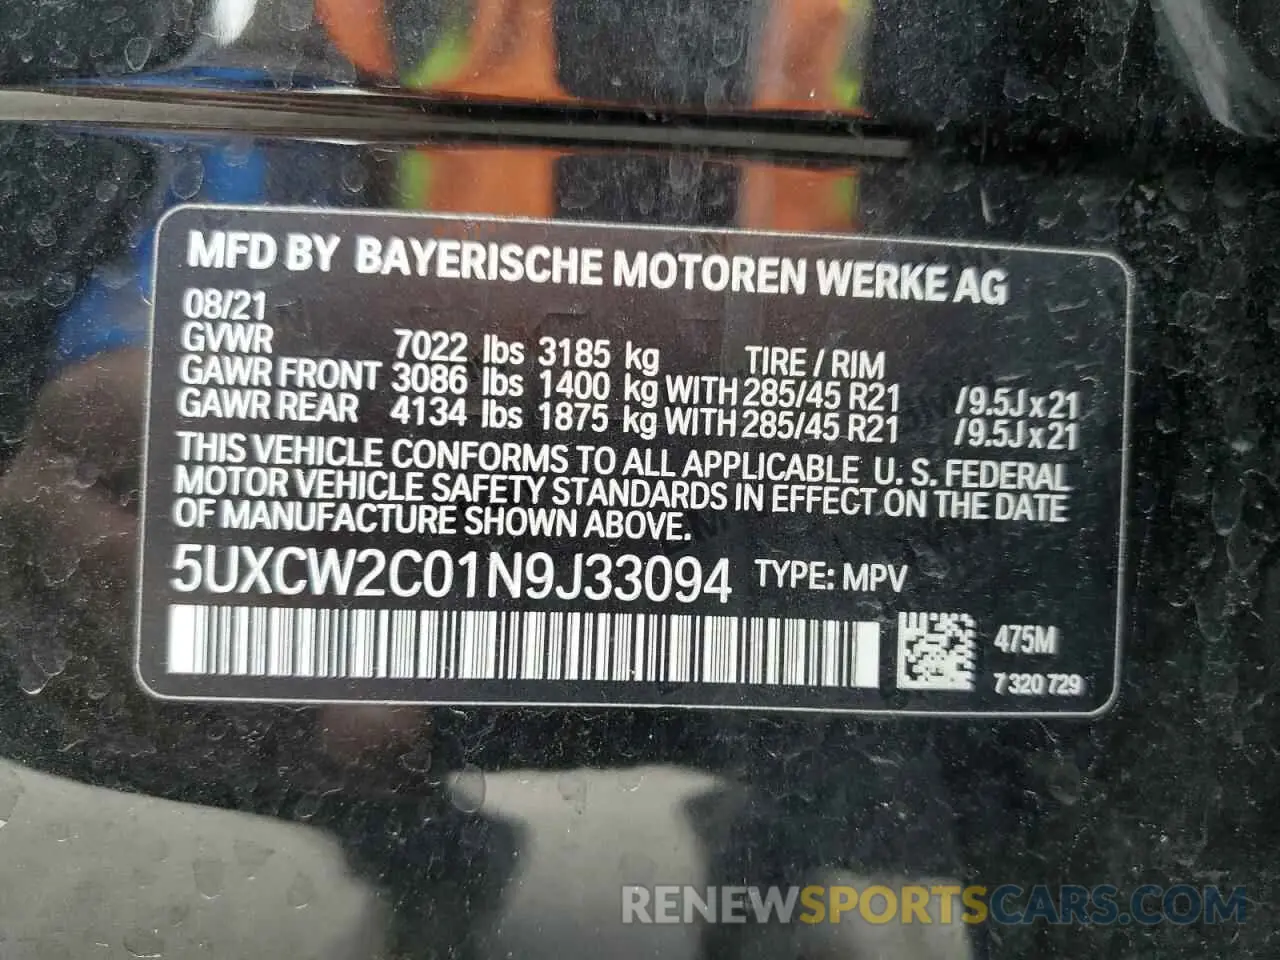 MFD BY BAYERISCHE MOTOREN WERKE AG
08/21
GVWR 7022 lbs 3185 kg TIRE / RIM
GAWR FRONT 3086 lbs 1400 kg WITH 285/45 R21 /9.5J x 21
GAWR REAR 4134 lbs 1875 kg WITH 285/45 R21 /9.5J x 21
THIS VEHICLE CONFORMS TO ALL APPLICABLE U. S. FEDERAL
MOTOR VEHICLE SAFETY STANDARDS IN EFFECT ON THE DATE
OF MANUFACTURE SHOWN ABOVE.
5UXCW2C01N9J33094 TYPE: MPV
475M
7 320 729
RENEWSPORTSCARS.COM